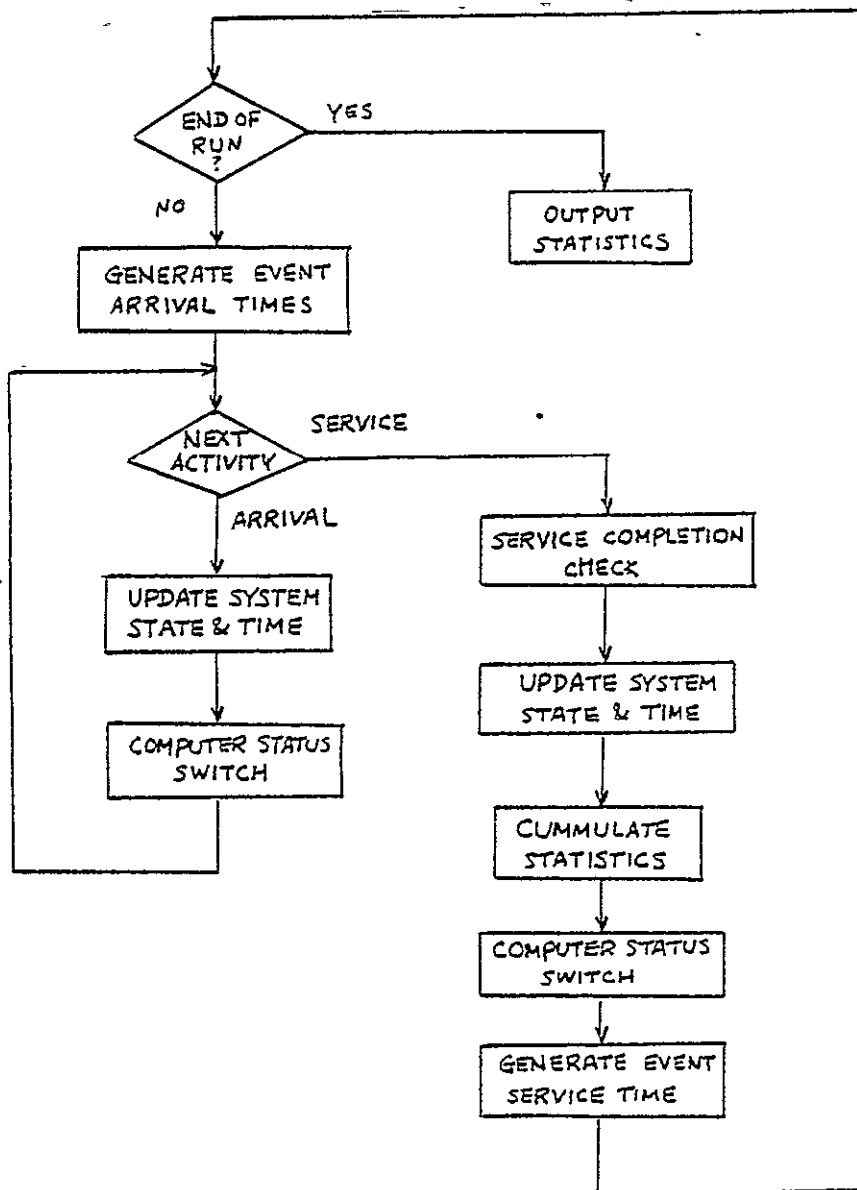 END OF
RUN
?
YES
NO
OUTPUT
STATISTICS
GENERATE EVENT
ARRIVAL TIMES
NEXT
ACTIVITY
SERVICE
ARRIVAL
SERVICE COMPLETION
CHECK
UPDATE SYSTEM
STATE & TIME
UPDATE SYSTEM
STATE & TIME
COMPUTER STATUS
SWITCH
CUMMULATE
STATISTICS
COMPUTER STATUS
SWITCH
GENERATE EVENT
SERVICE TIME